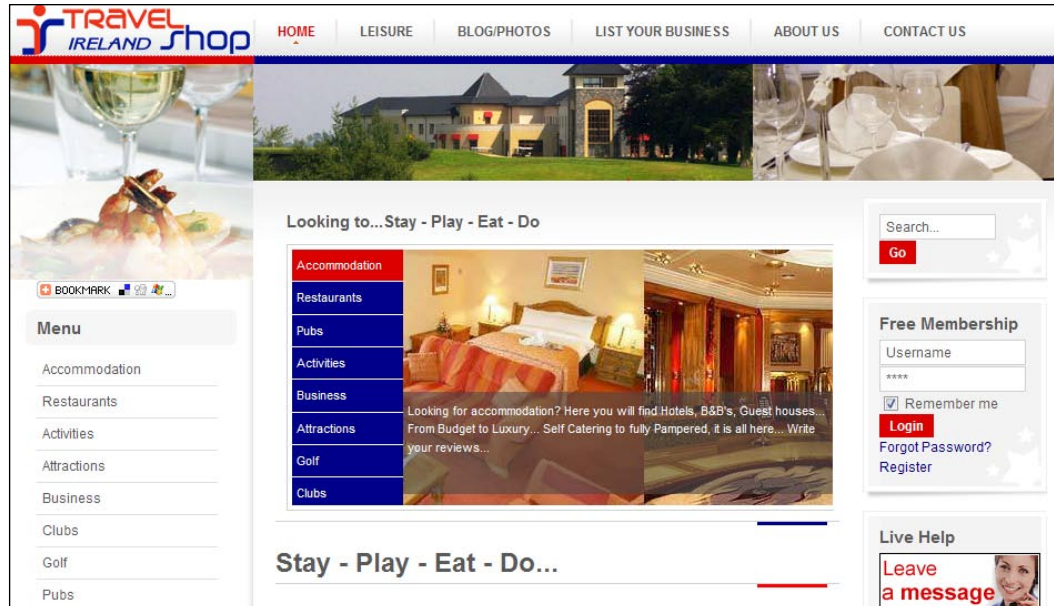 TRAVEL
IRELAND Shop
HOME
LEISURE
BLOG/PHOTOS
LIST YOUR BUSINESS
ABOUT US
CONTACT US
BOOKMARK
Menu
Accommodation
Restaurants
Activities
Attractions
Business
Clubs
Golf
Pubs
Looking to...Stay - Play - Eat - Do
Accommodation
Restaurants
Pubs
Activities
Business
Attractions
Golf
Clubs
Looking for accommodation? Here you will find Hotels, B&B's, Guest houses...
From Budget to Luxury... Self Catering to fully Pampered, it is all here... Write
your reviews...
Stay - Play - Eat - Do...
Search...
Go
Free Membership
Username
****
Remember me
Login
Forgot Password?
Register
Live Help
Leave
a message